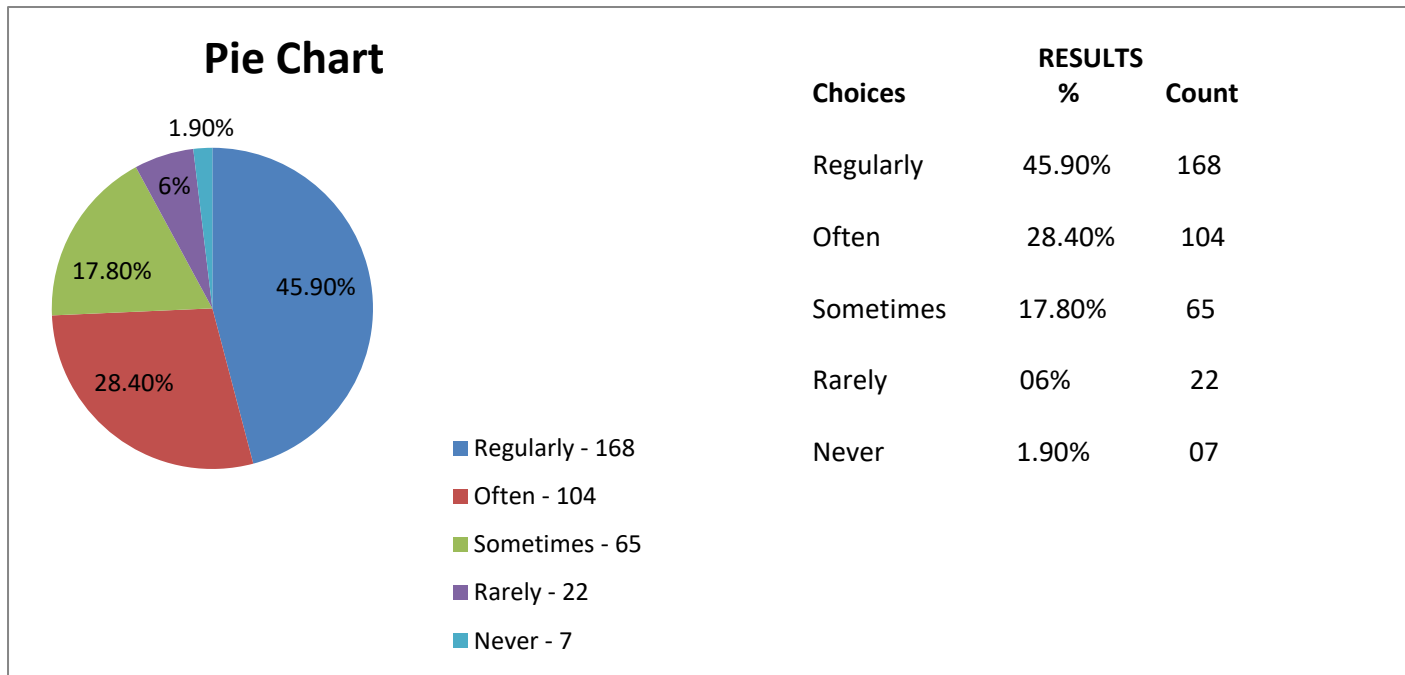 Pie Chart
1.90%
6%
17.80%
45.90%
28.40%
Regularly - 168
Often - 104
Sometimes - 65
Rarely - 22
Never - 7
RESULTS
Choices % Count
Regularly 45.90% 168
Often 28.40% 104
Sometimes 17.80% 65
Rarely 06% 22
Never 1.90% 07